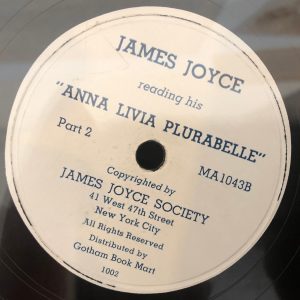 JAMES JOYCE
reading his
"ANNA LIVIA PLURABELLE"
Part 2
MA1043B
Copyrighted by
JAMES JOYCE SOCIETY
41 West 47th Street
New York City
All Rights Reserved
Distributed by
Gotham Book Mart
1002